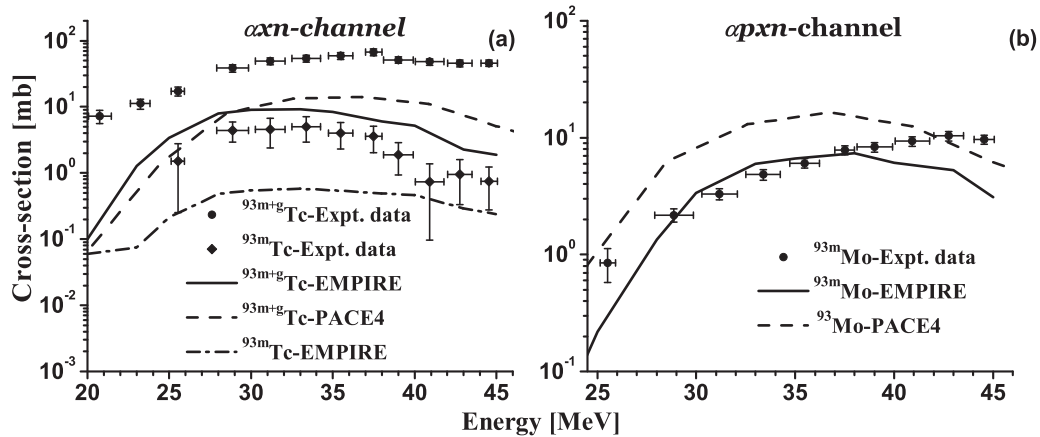 αxn-channel
(a)
10²
10¹
10⁰
10⁻¹
10⁻²
10⁻³
Cross-section [mb]
⁹³ᵐ⁺ᵍTc-Expt. data
⁹³ᵐTc-Expt. data
⁹³ᵐ⁺ᵍTc-EMPIRE
⁹³ᵐ⁺ᵍTc-PACE4
⁹³ᵐTc-EMPIRE
20 25 30 35 40 45
αpxn-channel
(b)
10²
10¹
10⁰
10⁻¹
⁹³ᵐMo-Expt. data
⁹³ᵐMo-EMPIRE
⁹³Mo-PACE4
25 30 35 40 45
Energy [MeV]